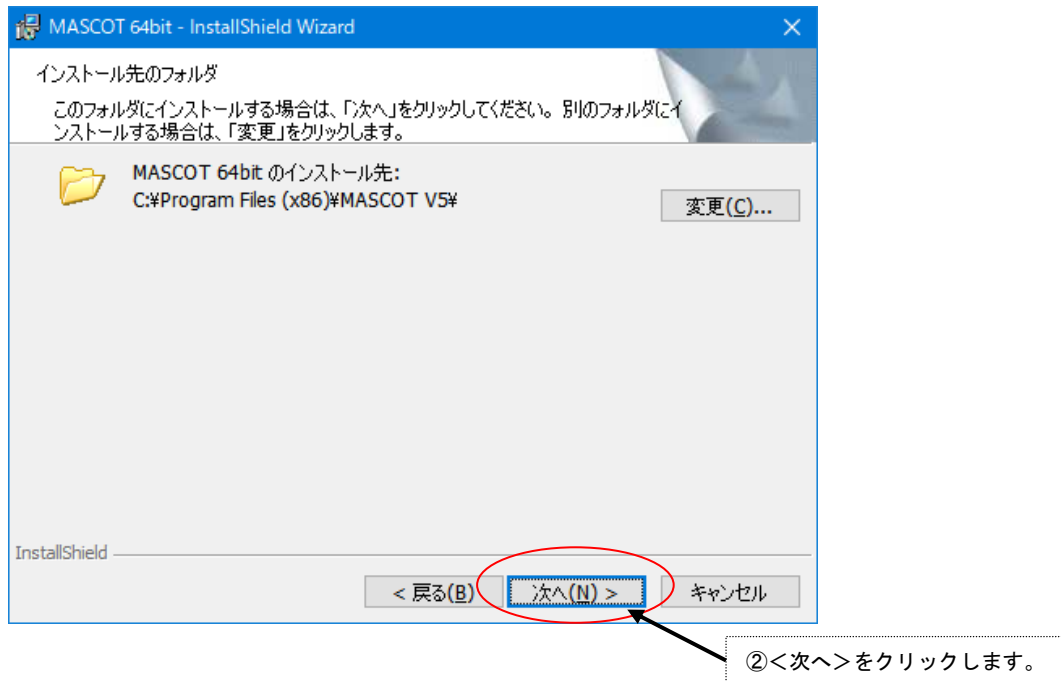 MASCOT 64bit - InstallShield Wizard
インストール先のフォルダ
このフォルダにインストールする場合は、「次へ」をクリックしてください。別のフォルダにイ
ンストールする場合は、「変更」をクリックします。
MASCOT 64bit のインストール先:
C:¥Program Files (x86)¥MASCOT V5¥
変更(C)...
InstallShield
< 戻る(B)
次へ(N) >
キャンセル
②<次へ>をクリックします。